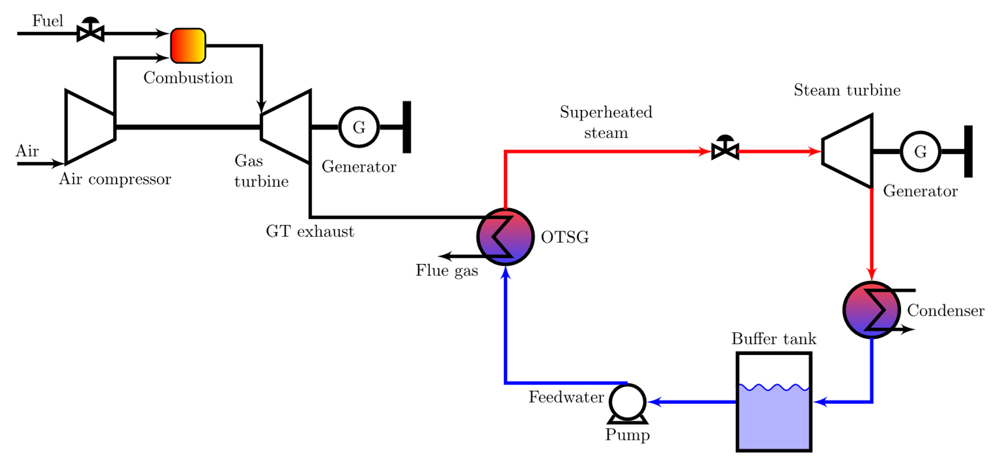 Fuel
Combustion
Steam turbine
Superheated
steam
G
Air
G
Gas
turbine
Generator
Air compressor
Generator
GT exhaust
OTSG
Flue gas
Condenser
Buffer tank
Feedwater
Pump